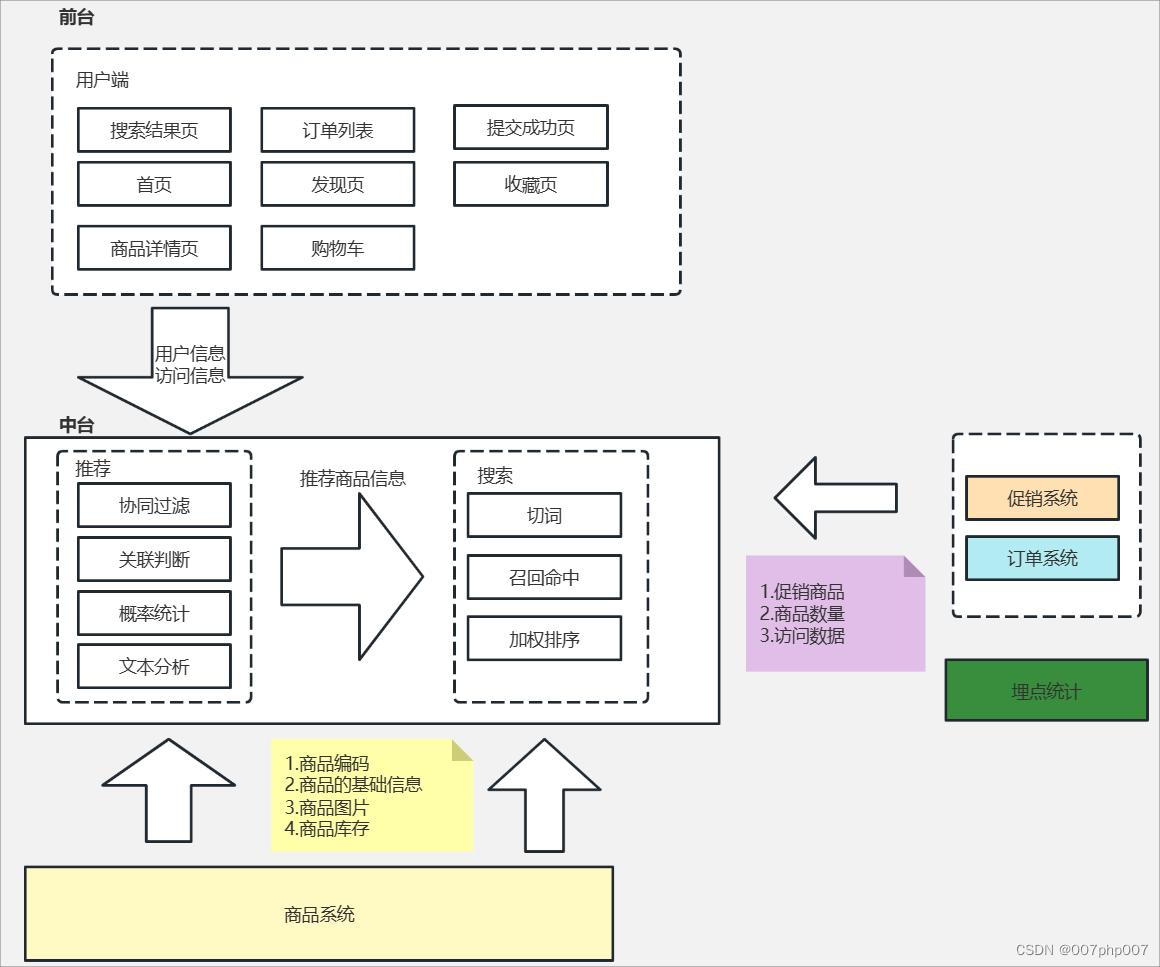 前台
用户端
搜索结果页
订单列表
提交成功页
首页
发现页
收藏页
商品详情页
购物车
用户信息
访问信息
中台
推荐
协同过滤
关联判断
概率统计
文本分析
推荐商品信息
搜索
切词
召回命中
加权排序
促销系统
订单系统
1.促销商品
2.商品数量
3.访问数据
埋点统计
1.商品编码
2.商品的基础信息
3.商品图片
4.商品库存
商品系统
CSDN @007php007